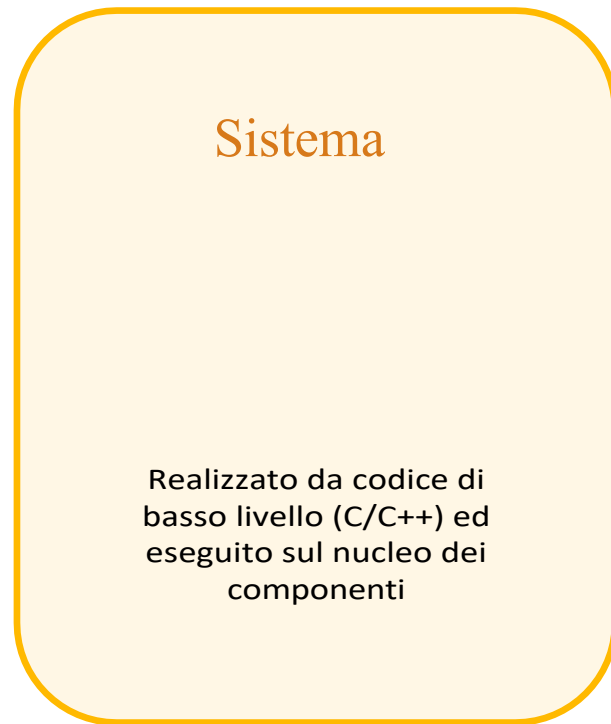 Sistema
Realizzato da codice di
basso livello (C/C++) ed
eseguito sul nucleo dei
componenti